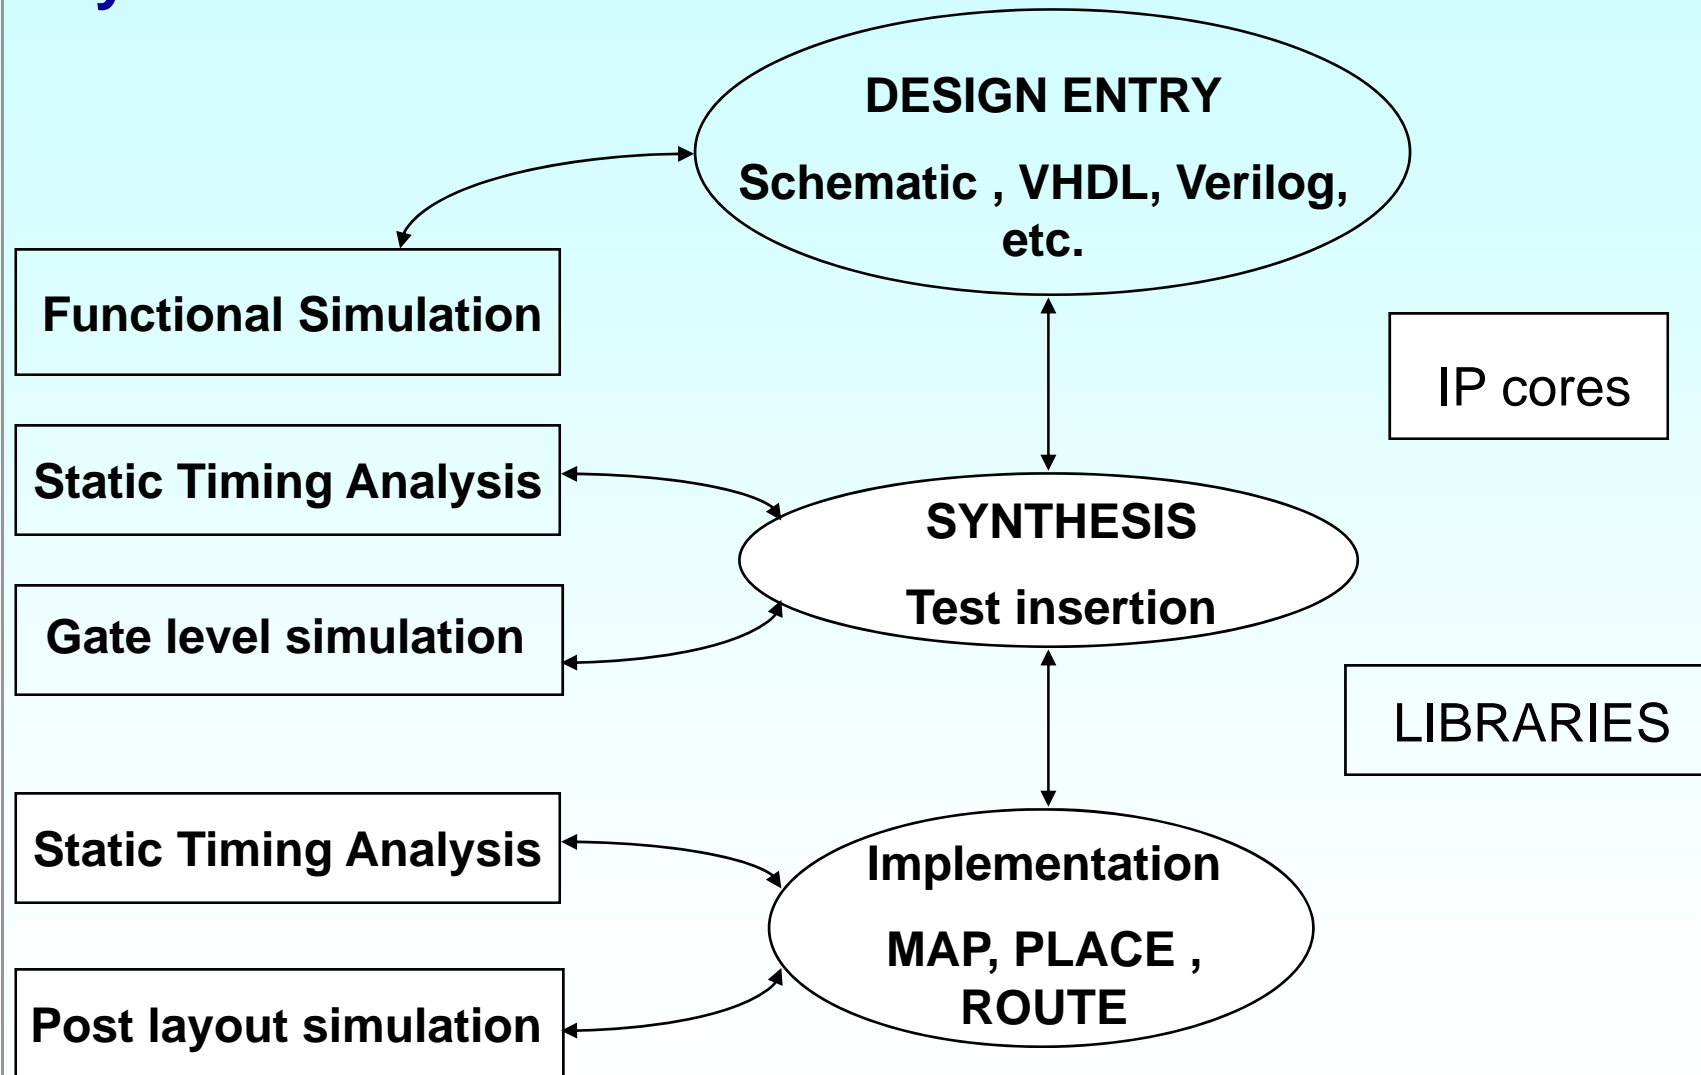 DESIGN ENTRY
Schematic , VHDL, Verilog,
etc.
Functional Simulation
IP cores
Static Timing Analysis
SYNTHESIS
Test insertion
Gate level simulation
LIBRARIES
Static Timing Analysis
Implementation
MAP, PLACE ,
ROUTE
Post layout simulation